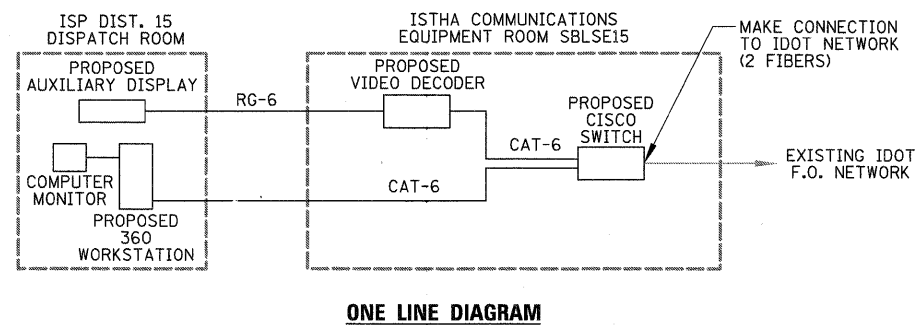 ISP DIST. 15
DISPATCH ROOM
ISTHA COMMUNICATIONS
EQUIPMENT ROOM SBLSE15
MAKE CONNECTION
TO IDOT NETWORK
(2 FIBERS)
PROPOSED
AUXILIARY DISPLAY
RG-6
PROPOSED
VIDEO DECODER
PROPOSED
CISCO
SWITCH
CAT-6
EXISTING IDOT
F.O. NETWORK
COMPUTER
MONITOR
CAT-6
PROPOSED
360
WORKSTATION
ONE LINE DIAGRAM